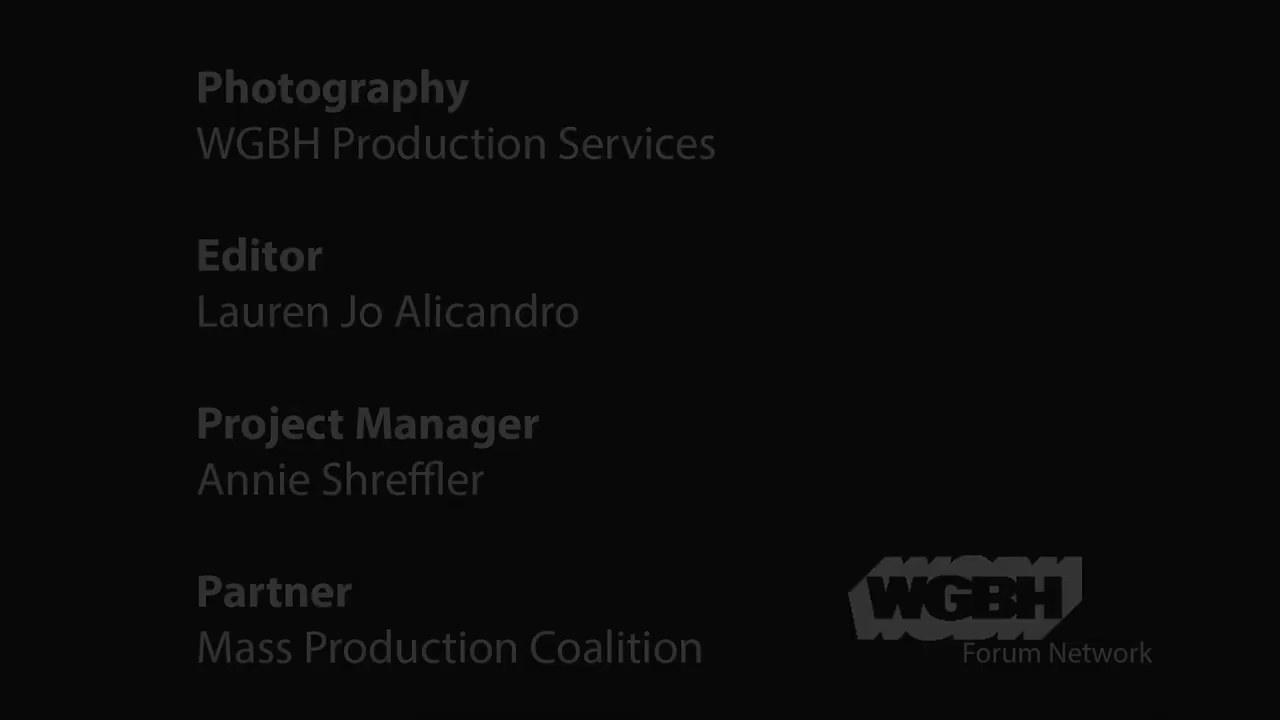 Photography
WGBH Production Services
Editor
Lauren Jo Alicandro
Project Manager
Annie Shreffler
Partner
Mass Production Coalition
WGBH
Forum Network